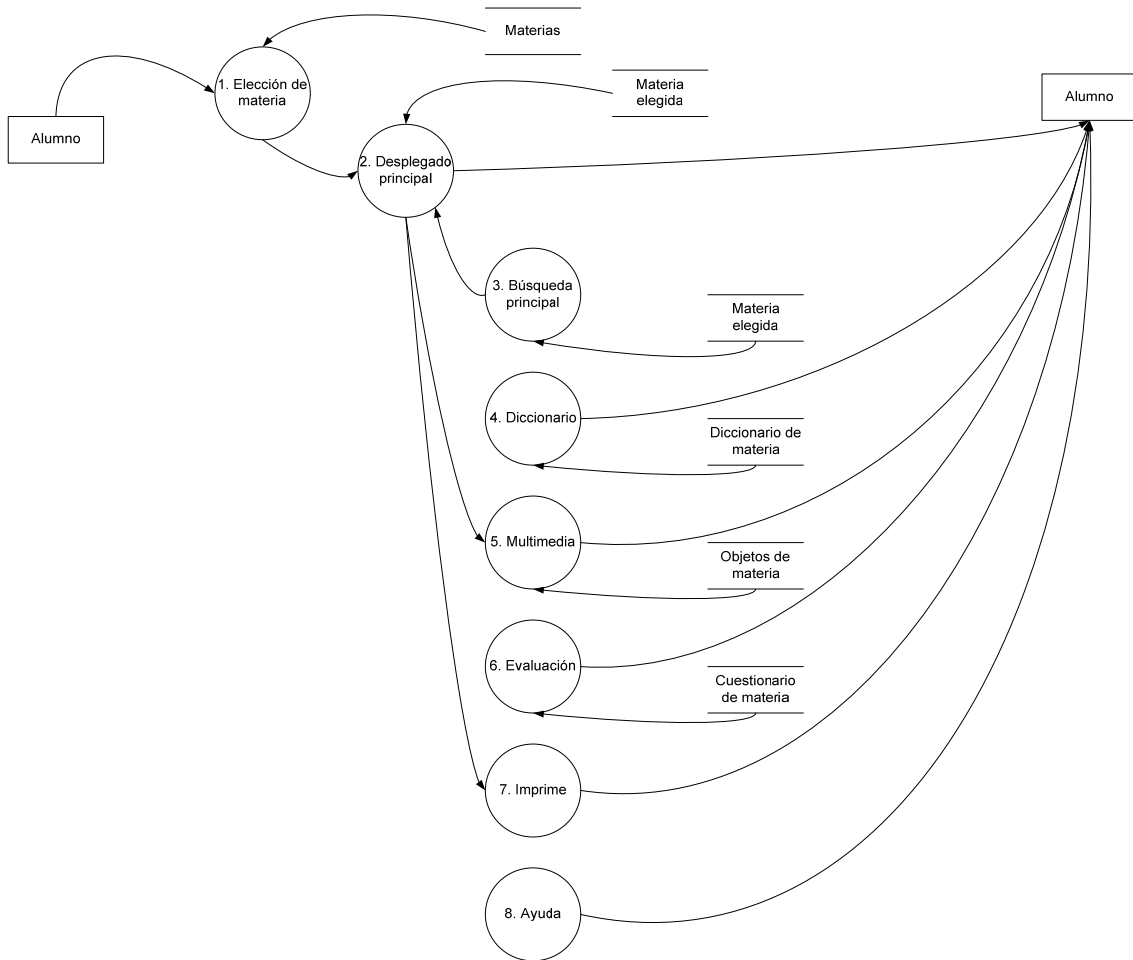 Materias
1. Elección de
materia
Materia
elegida
Alumno
Alumno
2. Desplegado
principal
3. Búsqueda
principal
Materia
elegida
4. Diccionario
Diccionario de
materia
5. Multimedia
Objetos de
materia
6. Evaluación
Cuestionario
de materia
7. Imprime
8. Ayuda